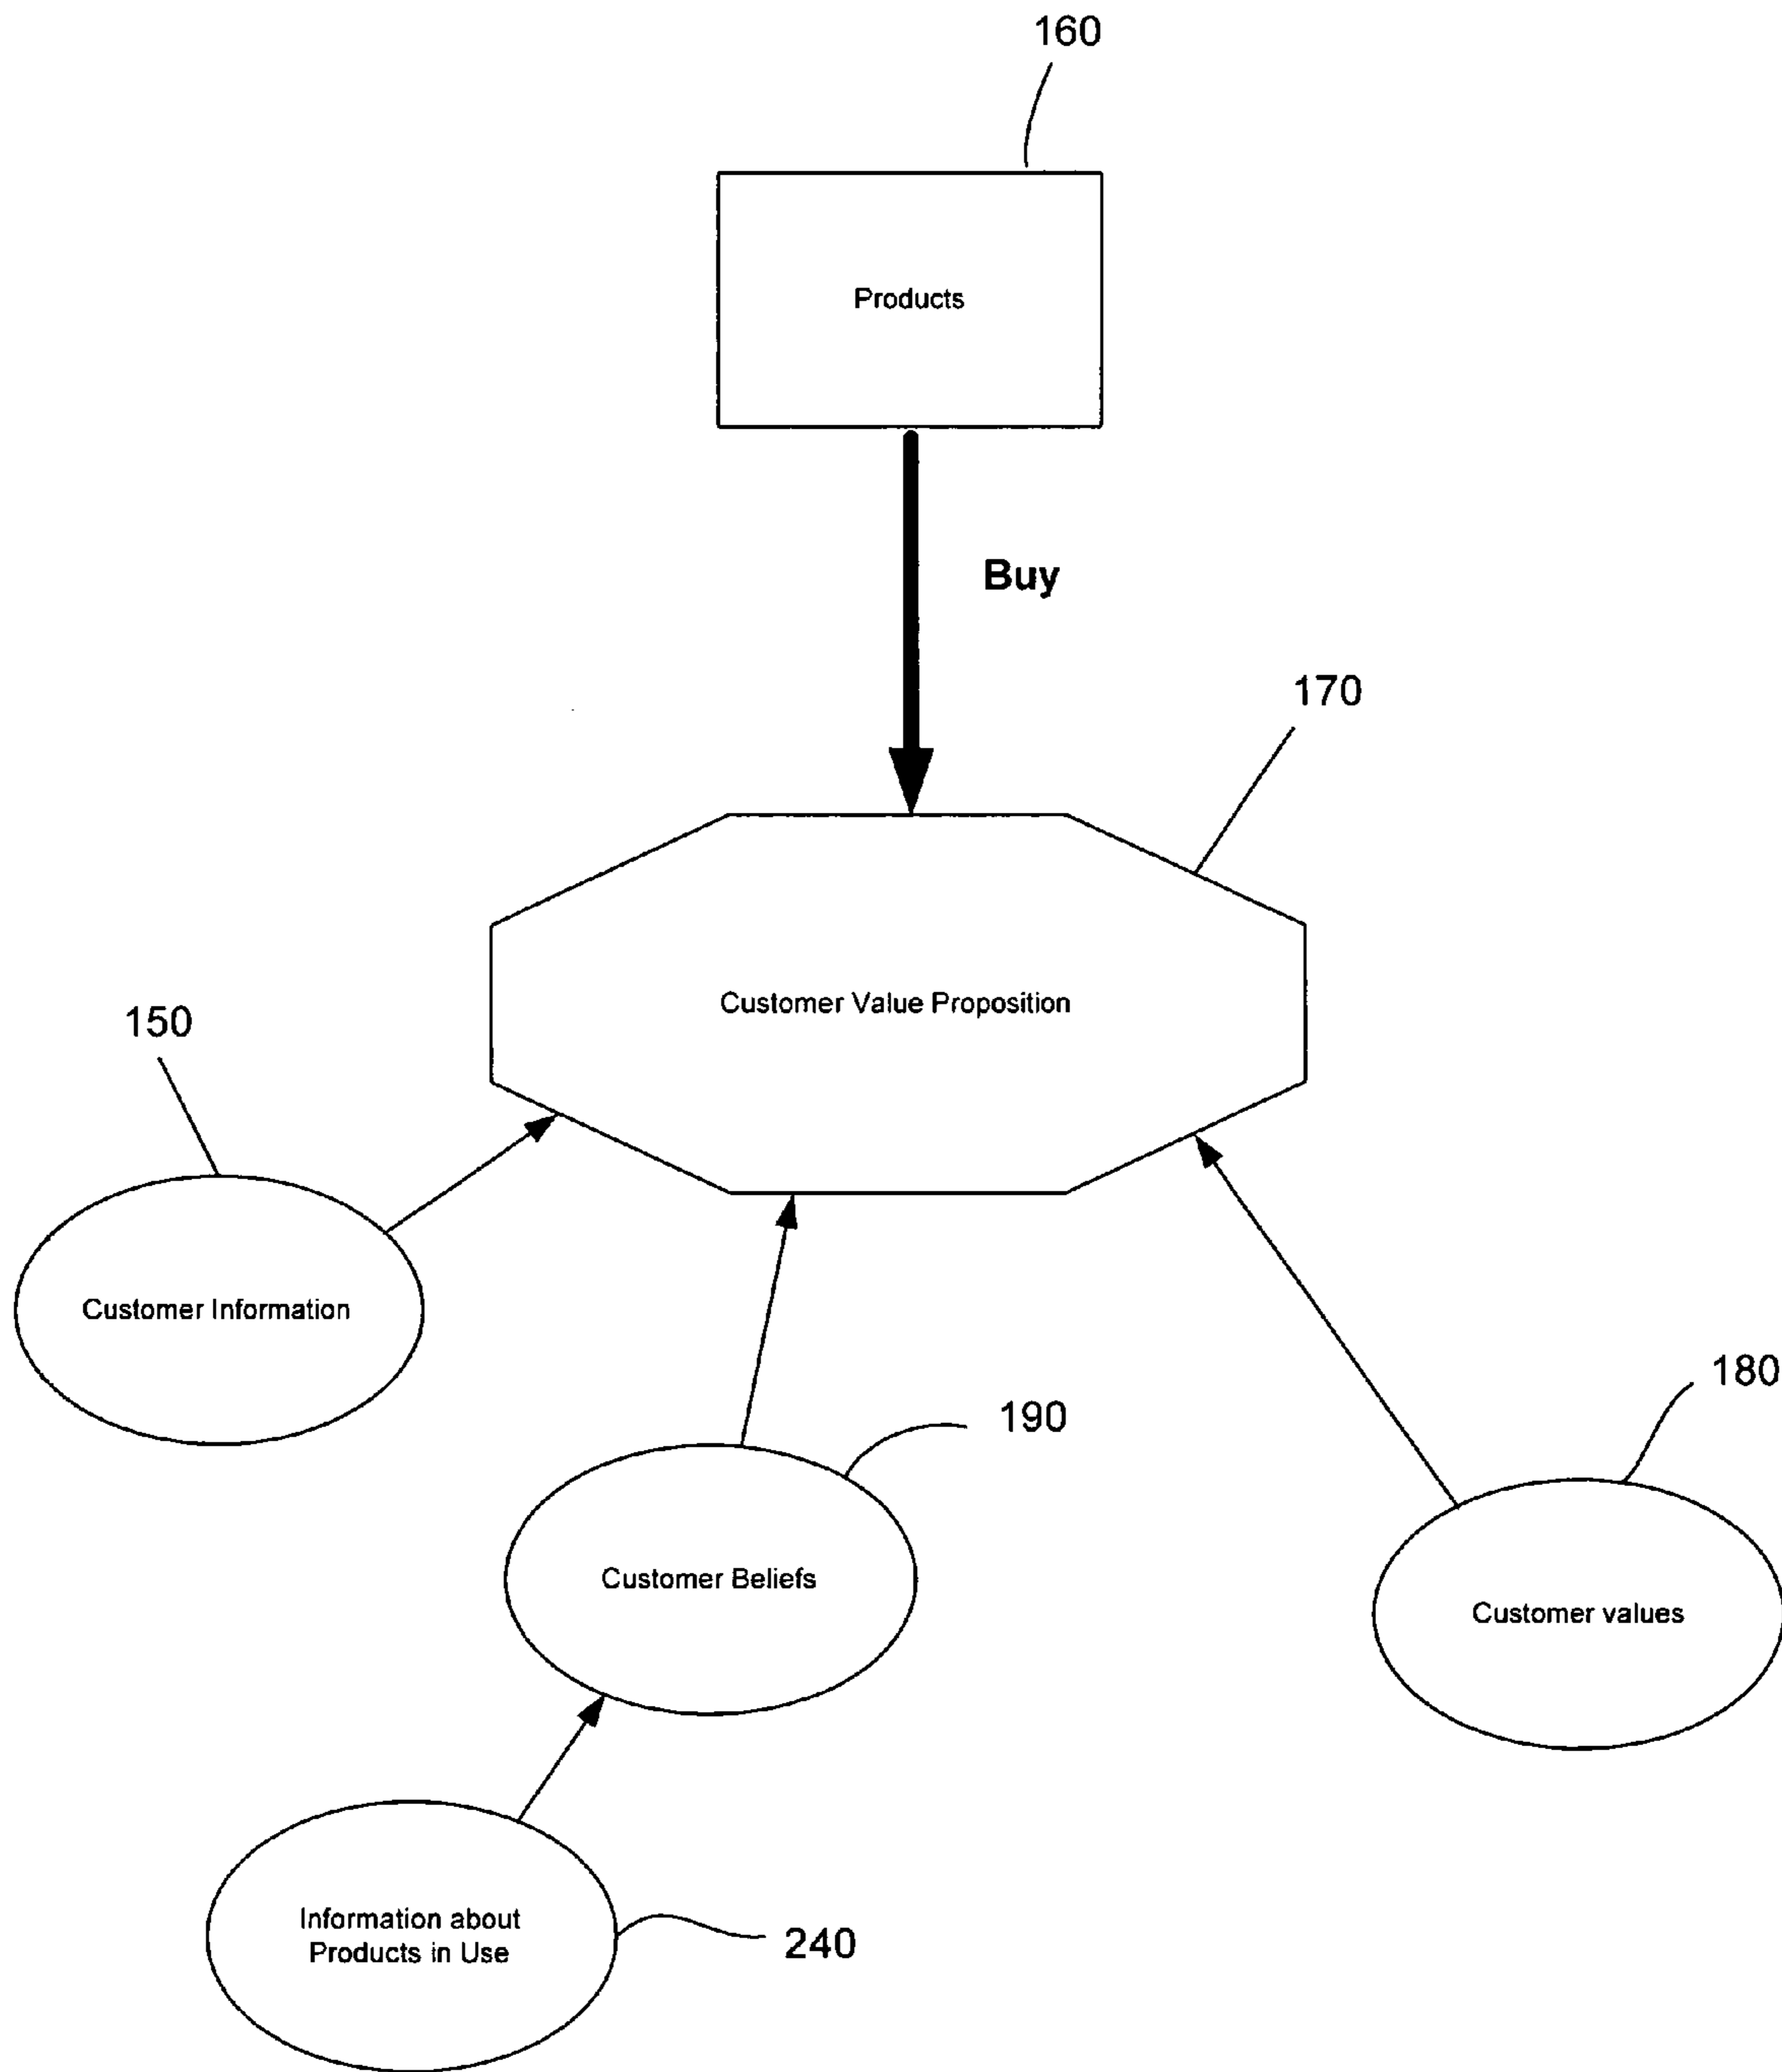 160
Products
Buy
170
Customer Value Proposition
150
Customer Information
180
190
Customer Beliefs
Customer values
Information about
Products in Use
240